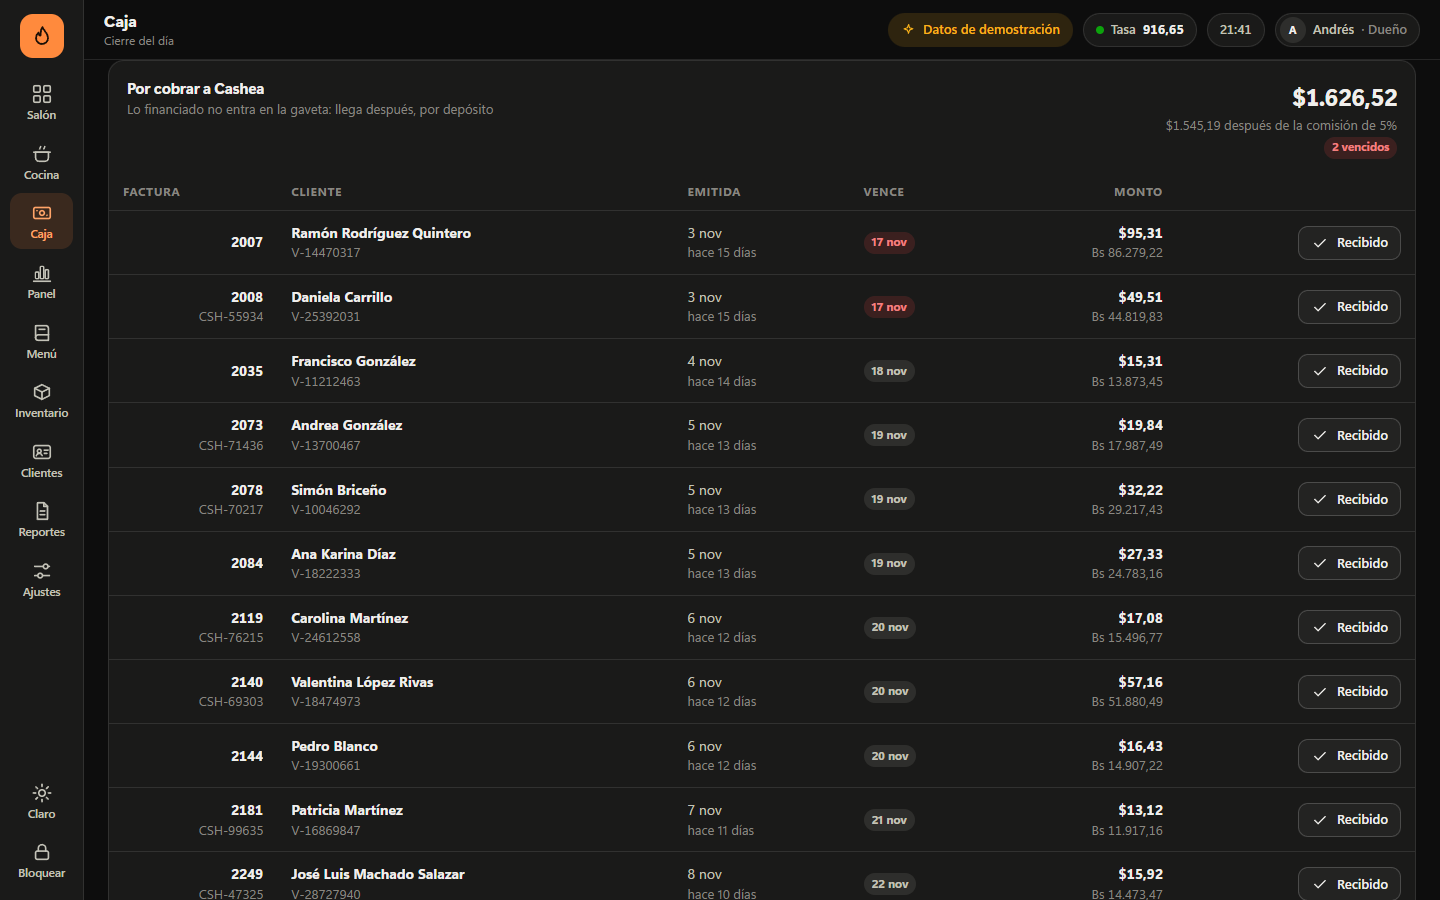 Caja
Cierre del día
Datos de demostración
Tasa 916,65
21:41
A Andrés · Dueño
Salón
Cocina
Caja
Panel
Menú
Inventario
Clientes
Reportes
Ajustes
Claro
Bloquear
Por cobrar a Cashea
Lo financiado no entra en la gaveta: llega después, por depósito
$1.626,52
$1.545,19 después de la comisión de 5%
2 vencidos
FACTURA CLIENTE EMITIDA VENCE MONTO
2007 Ramón Rodríguez Quintero 3 nov 17 nov $95,31 Recibido
V-14470317 hace 15 días Bs 86.279,22
2008 Daniela Carrillo 3 nov 17 nov $49,51 Recibido
CSH-55934 V-25392031 hace 15 días Bs 44.819,83
2035 Francisco González 4 nov 18 nov $15,31 Recibido
V-11212463 hace 14 días Bs 13.873,45
2073 Andrea González 5 nov 19 nov $19,84 Recibido
CSH-71436 V-13700467 hace 13 días Bs 17.987,49
2078 Simón Briceño 5 nov 19 nov $32,22 Recibido
CSH-70217 V-10046292 hace 13 días Bs 29.217,43
2084 Ana Karina Díaz 5 nov 19 nov $27,33 Recibido
V-18222333 hace 13 días Bs 24.783,16
2119 Carolina Martínez 6 nov 20 nov $17,08 Recibido
CSH-76215 V-24612558 hace 12 días Bs 15.496,77
2140 Valentina López Rivas 6 nov 20 nov $57,16 Recibido
CSH-69303 V-18474973 hace 12 días Bs 51.880,49
2144 Pedro Blanco 6 nov 20 nov $16,43 Recibido
V-19300661 hace 12 días Bs 14.907,22
2181 Patricia Martínez 7 nov 21 nov $13,12 Recibido
CSH-99635 V-16869847 hace 11 días Bs 11.917,16
2249 José Luis Machado Salazar 8 nov 22 nov $15,92 Recibido
CSH-47325 V-28727940 hace 10 días Bs 14.473,47